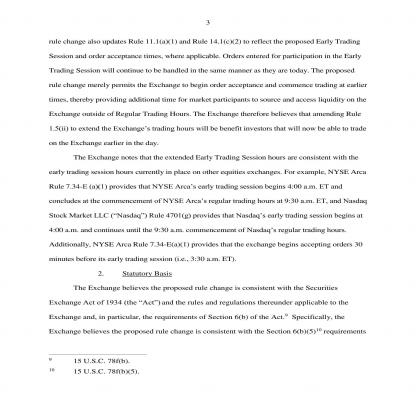 3
rule change also updates Rule 11.1(a)(1) and Rule 14.1(c)(2) to reflect the proposed Early Trading
Session and order acceptance times, where applicable. Orders entered for participation in the Early
Trading Session will continue to be handled in the same manner as they are today. The proposed
rule change merely permits the Exchange to begin order acceptance and commence trading at earlier
times, thereby providing additional time for market participants to source and access liquidity on the
Exchange outside of Regular Trading Hours. The Exchange therefore believes that amending Rule
1.5(ii) to extend the Exchange's trading hours will be benefit investors that will now be able to trade
on the Exchange earlier in the day.
The Exchange notes that the extended Early Trading Session hours are consistent with the
early trading session hours currently in place on other equities exchanges. For example, NYSE Arca
Rule 7.34-E (a)(1) provides that NYSE Area's early trading session begins 4:00 a.m. ET and
concludes at the commencement of NYSE Area's regular trading hours at 9:30 a.m. ET, and Nasdaq
Stock Market LLC ("Nasdaq") Rule 4701(g) provides that Nasdaq's early trading session begins at
4:00 a.m. and continues until the 9:30 a.m. commencement of Nasdaq's regular trading hours.
Additionally, NYSE Arca Rule 7.34-E(a)(1) provides that the exchange begins accepting orders 30
minutes before its early trading session (i.e., 3:30 a.m. ET).
2. Statutory Basis
The Exchange believes the proposed rule change is consistent with the Securities
Exchange Act of 1934 (the "Act") and the rules and regulations thereunder applicable to the
Exchange and, in particular, the requirements of Section 6(b) of the Act.9 Specifically, the
Exchange believes the proposed rule change is consistent with the Section 6(b)(5)10 requirements
9 15 U.S.C. 78f(b).
10 15 U.S.C. 78f(b)(5).